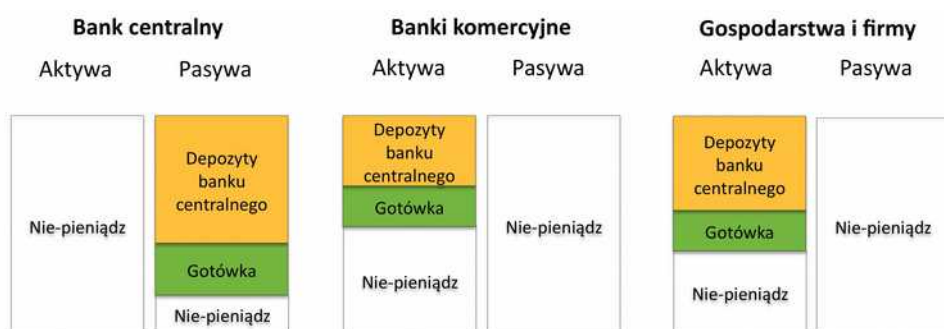 Bank centralny
Banki komercyjne
Gospodarstwa i firmy
Aktywa
Pasywa
Aktywa
Pasywa
Aktywa
Pasywa
Nie-pieniądz
Depozyty
banku
centralnego
Gotówka
Nie-pieniądz
Depozyty
banku
centralnego
Gotówka
Nie-pieniądz
Nie-pieniądz
Depozyty
banku
centralnego
Gotówka
Nie-pieniądz
Nie-pieniądz